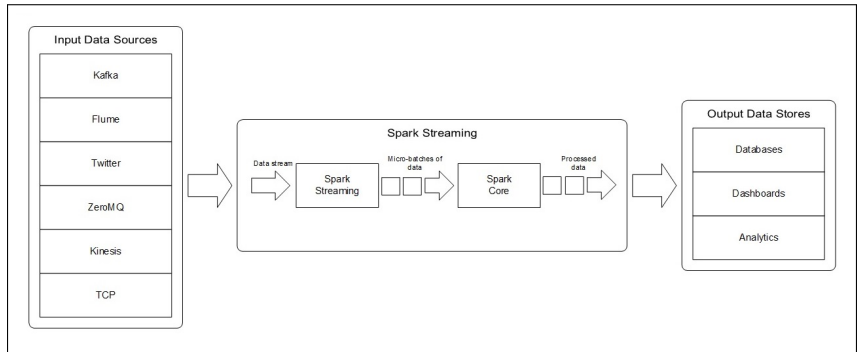 Input Data Sources
Kafka
Flume
Twitter
ZeroMQ
Kinesis
TCP
Spark Streaming
Data stream
Spark
Streaming
Micro-batches of
data
Spark
Core
Processed
data
Output Data Stores
Databases
Dashboards
Analytics